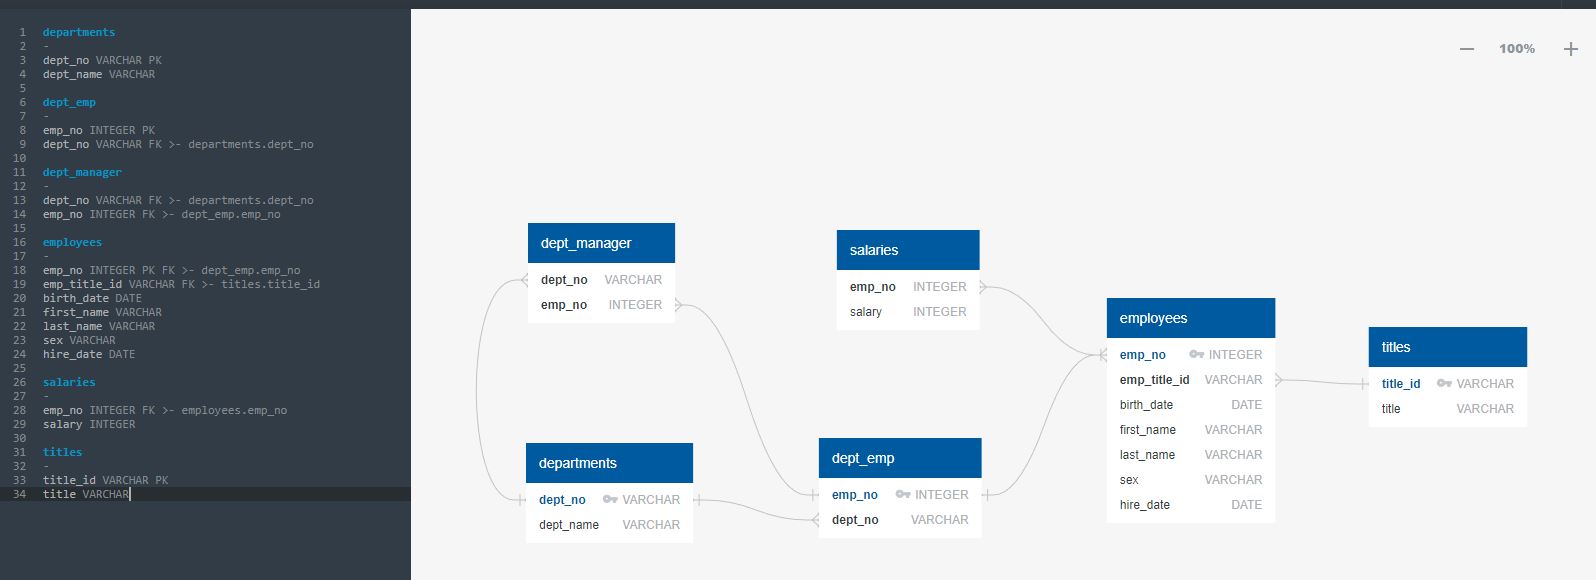 1 departments
2 -
3 dept_no VARCHAR PK
4 dept_name VARCHAR
5
6 dept_emp
7 -
8 emp_no INTEGER PK
9 dept_no VARCHAR FK >- departments.dept_no
10
11 dept_manager
12 -
13 dept_no VARCHAR FK >- departments.dept_no
14 emp_no INTEGER FK >- dept_emp.emp_no
15
16 employees
17 -
18 emp_no INTEGER PK FK >- dept_emp.emp_no
19 emp_title_id VARCHAR FK >- titles.title_id
20 birth_date DATE
21 first_name VARCHAR
22 last_name VARCHAR
23 sex VARCHAR
24 hire_date DATE
25
26 salaries
27 -
28 emp_no INTEGER FK >- employees.emp_no
29 salary INTEGER
30
31 titles
32 -
33 title_id VARCHAR PK
34 title VARCHAR
100%
dept_manager
dept_no VARCHAR
emp_no INTEGER
salaries
emp_no INTEGER
salary INTEGER
employees
emp_no INTEGER
emp_title_id VARCHAR
birth_date DATE
first_name VARCHAR
last_name VARCHAR
sex VARCHAR
hire_date DATE
titles
title_id VARCHAR
title VARCHAR
departments
dept_no VARCHAR
dept_name VARCHAR
dept_emp
emp_no INTEGER
dept_no VARCHAR